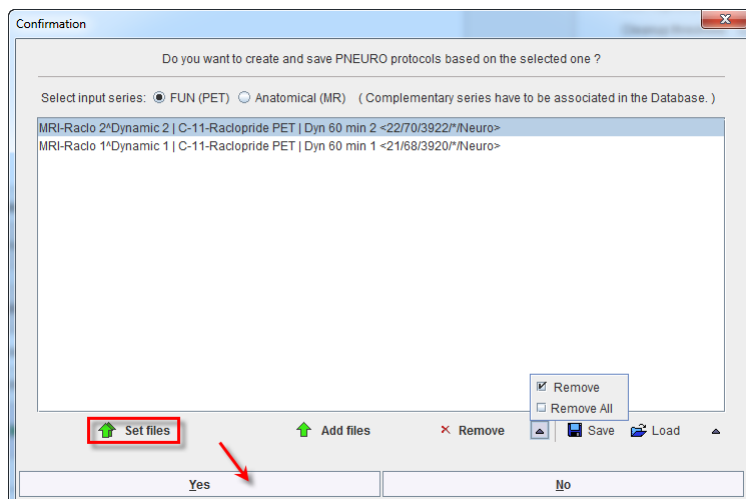 Confirmation
Do you want to create and save PNEURO protocols based on the selected one ?
Select input series: FUN (PET) Anatomical (MR) ( Complementary series have to be associated in the Database. )
MRI-Raclo 2^Dynamic 2 | C-11-Raclopride PET | Dyn 60 min 2 <22/70/3922/*/Neuro>
MRI-Raclo 1^Dynamic 1 | C-11-Raclopride PET | Dyn 60 min 1 <21/68/3920/*/Neuro>
Remove
Remove All
Set files Add files Remove Save Load
Yes No